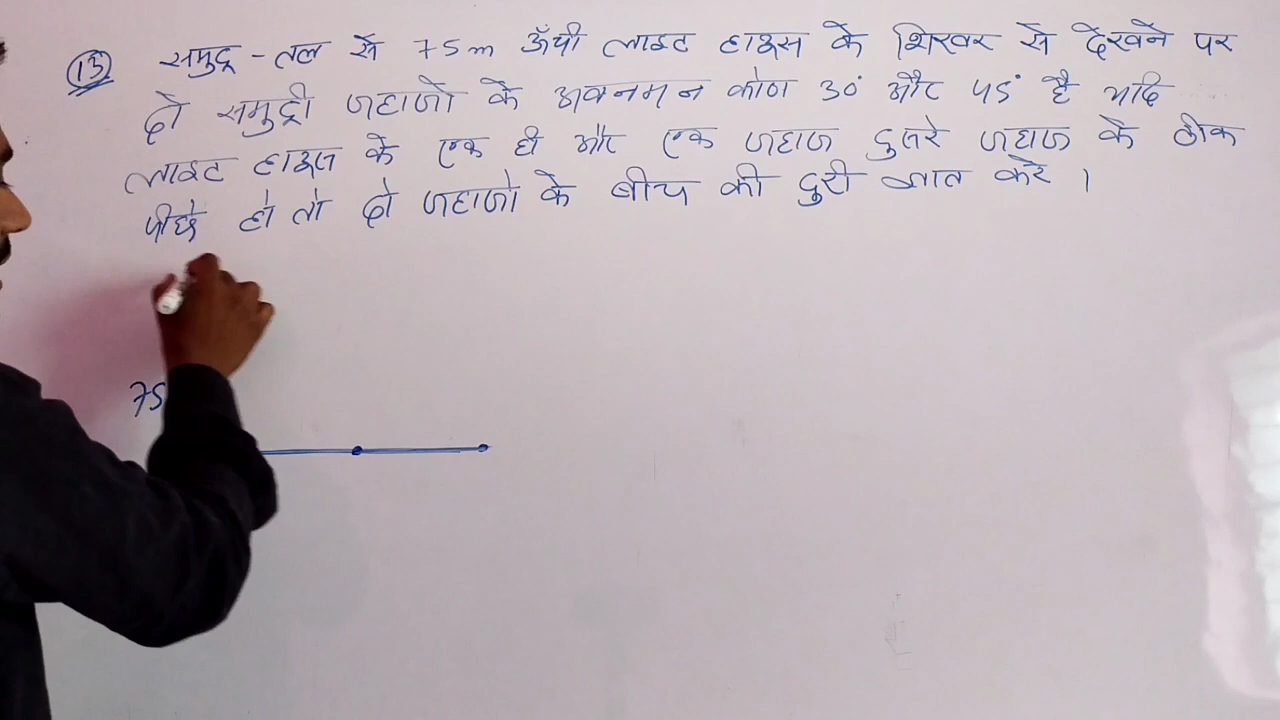 (13) समुद्र - तल से 75m ऊँची लाइट हाउस के शिखर से देखने पर
दो समुद्री जहाजो के अवनमन कोण 30° और 45° है यदि
लाइट हाउस के एक ही और एक जहाज दुसरे जहाज के ठीक
पीछे हो तो दो जहाजो के बीच की दुरी ज्ञात करे ।
75